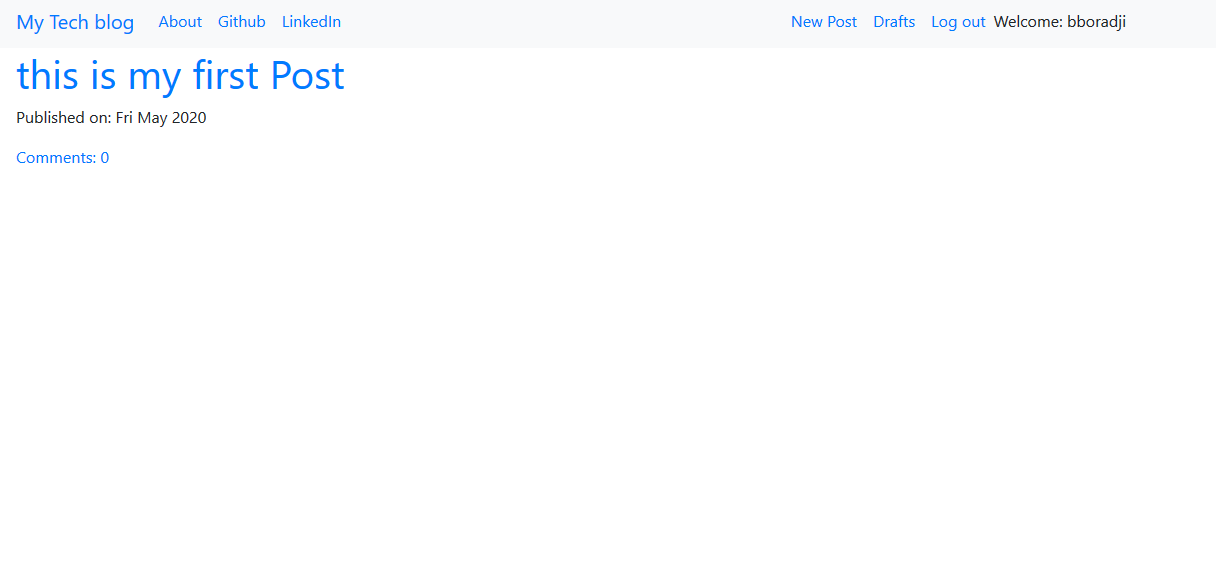 My Tech blog About Github LinkedIn New Post Drafts Log out Welcome: bboradji
this is my first Post
Published on: Fri May 2020
Comments: 0